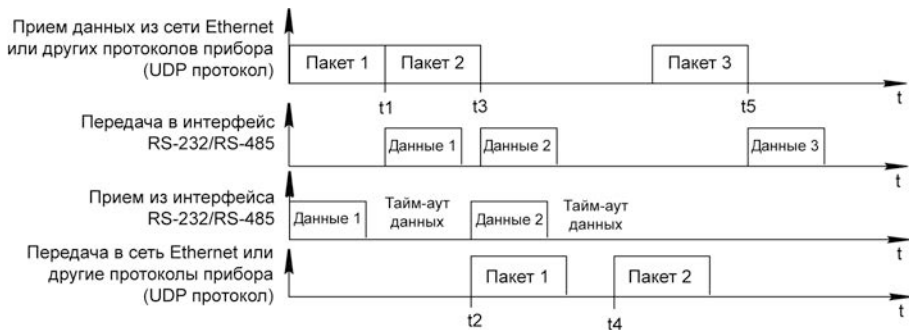 Прием данных из сети Ethernet
или других протоколов прибора
(UDP протокол)
Пакет 1
Пакет 2
Пакет 3
t
t1
t3
t5
Передача в интерфейс
RS-232/RS-485
Данные 1
Данные 2
Данные 3
t
Прием из интерфейса
RS-232/RS-485
Данные 1
Тайм-аут
данных
Данные 2
Тайм-аут
данных
t
Передача в сеть Ethernet или
другие протоколы прибора
(UDP протокол)
Пакет 1
Пакет 2
t
t2
t4